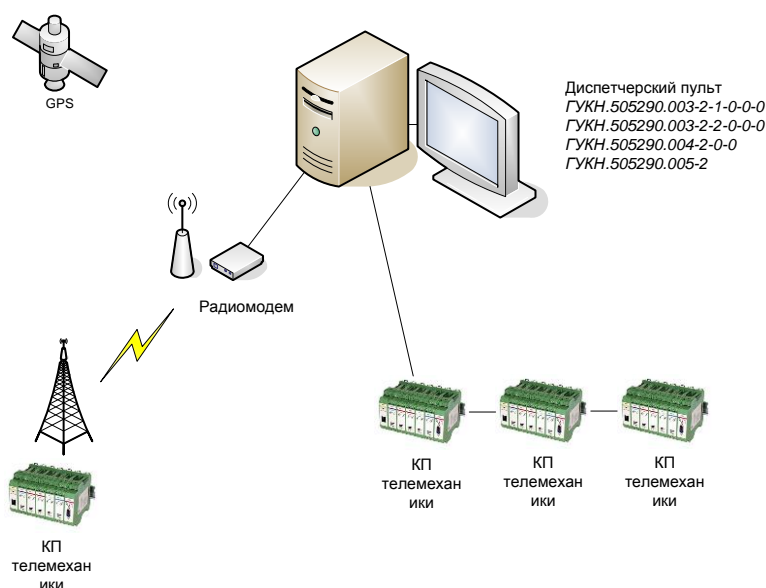 GPS
Диспетчерский пульт
ГУКН.505290.003-2-1-0-0-0
ГУКН.505290.003-2-2-0-0-0
ГУКН.505290.004-2-0-0
ГУКН.505290.005-2
Радиомодем
КП
телемехан
ики
КП
телемехан
ики
КП
телемехан
ики
КП
телемехан
ики